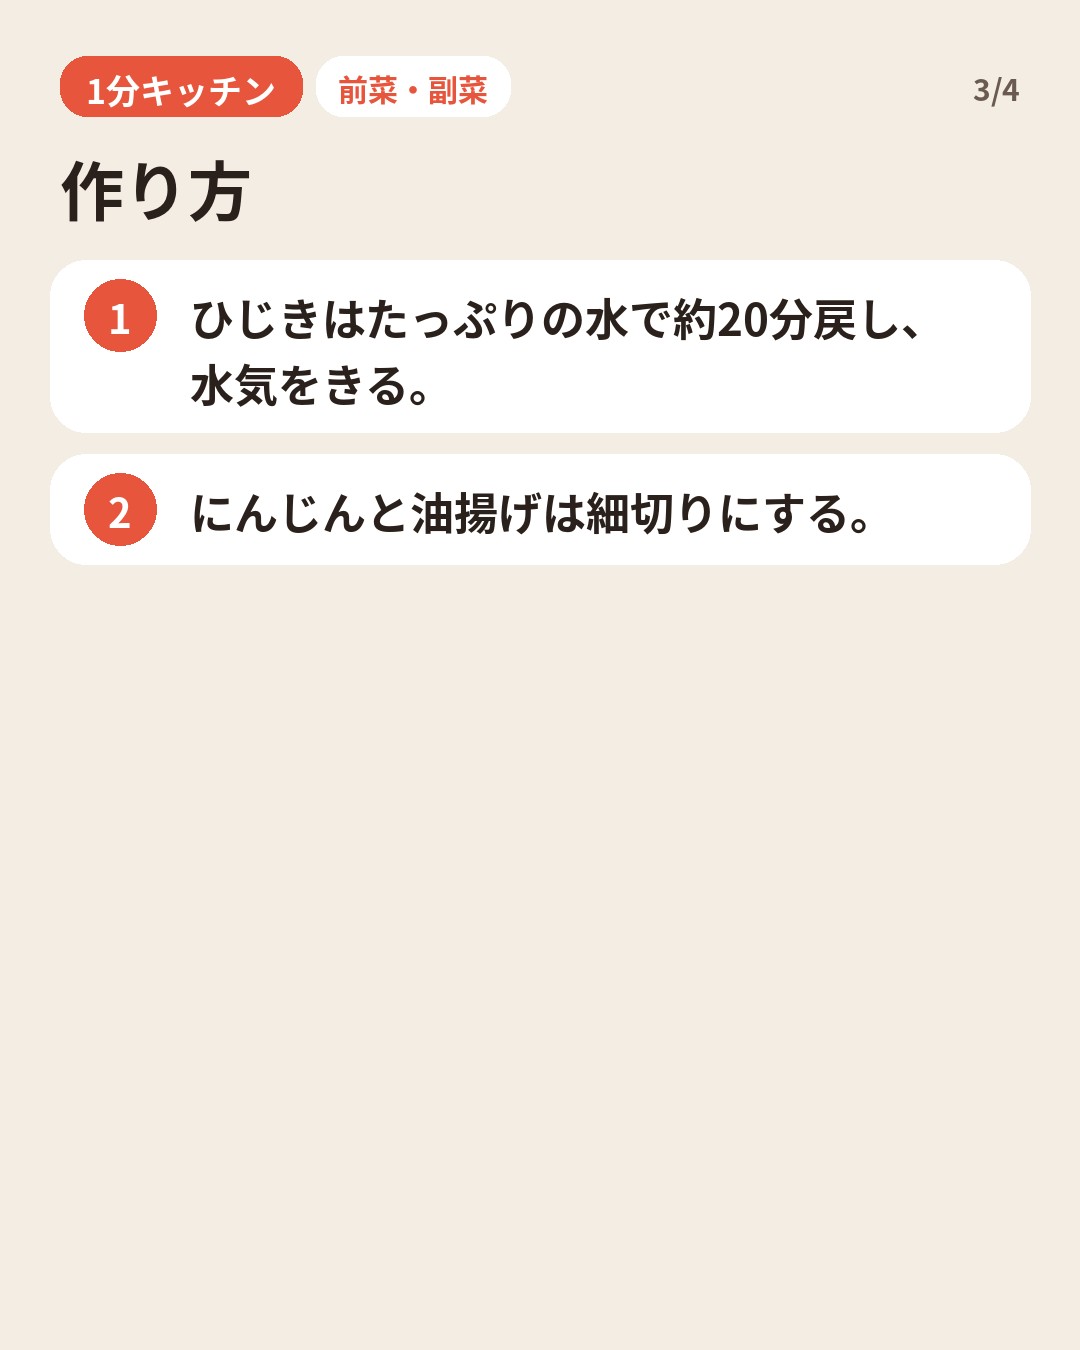 1分キッチン
前菜・副菜
3/4
作り方
1
ひじきはたっぷりの水で約20分戻し、
水気をきる。
2
にんじんと油揚げは細切りにする。